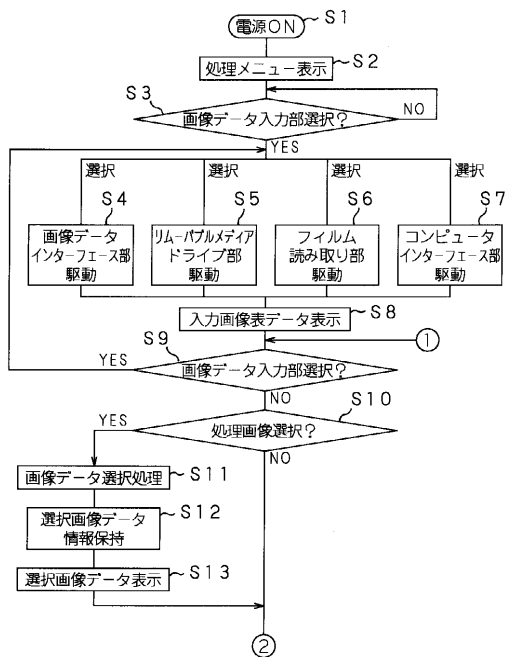 電源ON S1
処理メニュー表示 S2
S3
画像データ入力部選択? NO
YES
選択 選択 選択 選択
S4 S5 S6 S7
画像データ
インターフェース部
駆動
リムーバブルメディア
ドライブ部
駆動
フィルム
読み取り部
駆動
コンピュータ
インターフェース部
駆動
入力画像表データ表示 S8
1
S9
YES 画像データ入力部選択?
NO
S10
YES 処理画像選択?
NO
画像データ選択処理 S11
選択画像データ
情報保持
S12
選択画像データ表示 S13
2